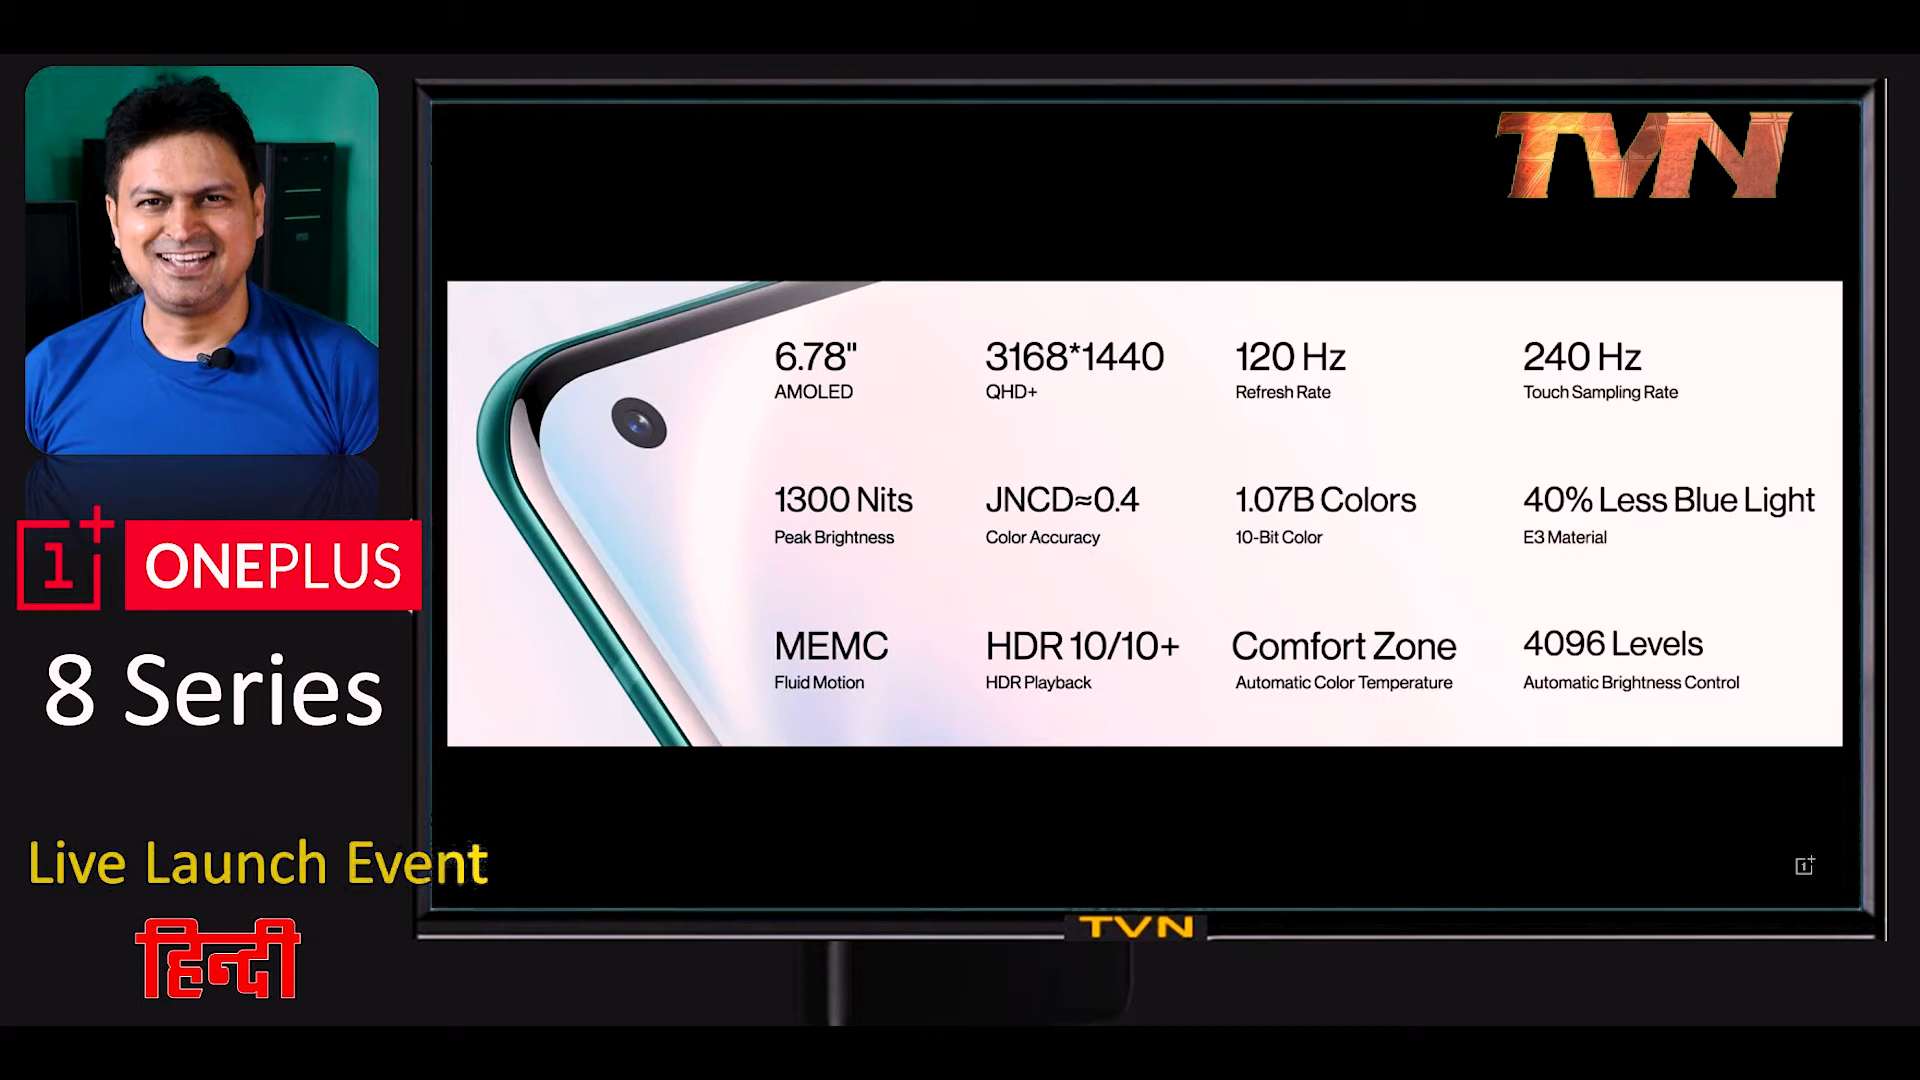 TVN
6.78"
AMOLED
3168*1440
QHD+
120 Hz
Refresh Rate
240 Hz
Touch Sampling Rate
1300 Nits
Peak Brightness
JNCD≈0.4
Color Accuracy
1.07B Colors
10-Bit Color
40% Less Blue Light
E3 Material
MEMC
Fluid Motion
HDR 10/10+
HDR Playback
Comfort Zone
Automatic Color Temperature
4096 Levels
Automatic Brightness Control
1+ ONEPLUS
8 Series
Live Launch Event
हिन्दी
1+
TVN